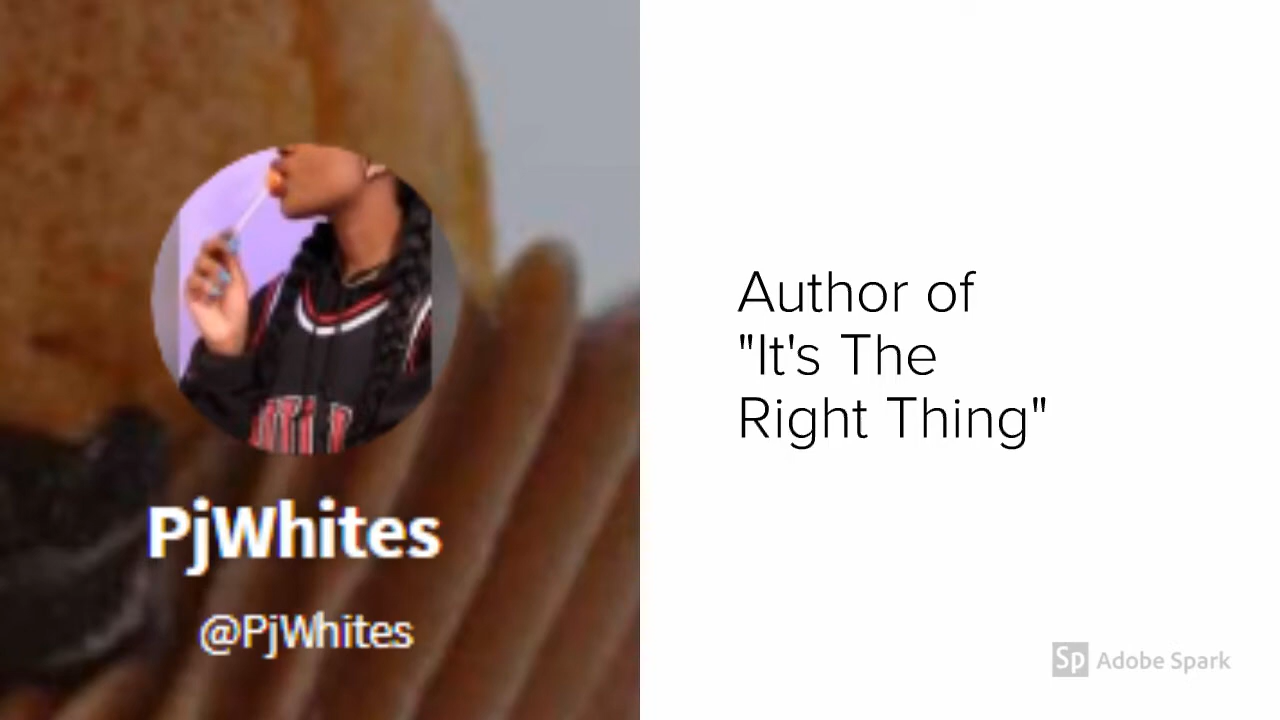 PjWhites
@PjWhites
Author of
"It's The
Right Thing"
Sp Adobe Spark